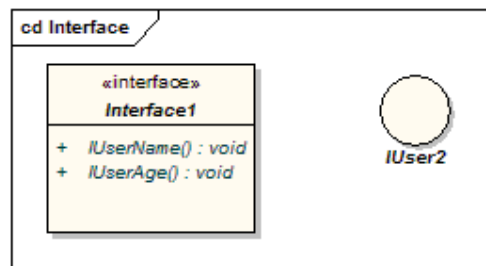 cd Interface
«interface»
Interface1
+ IUserName() : void
+ IUserAge() : void
IUser2